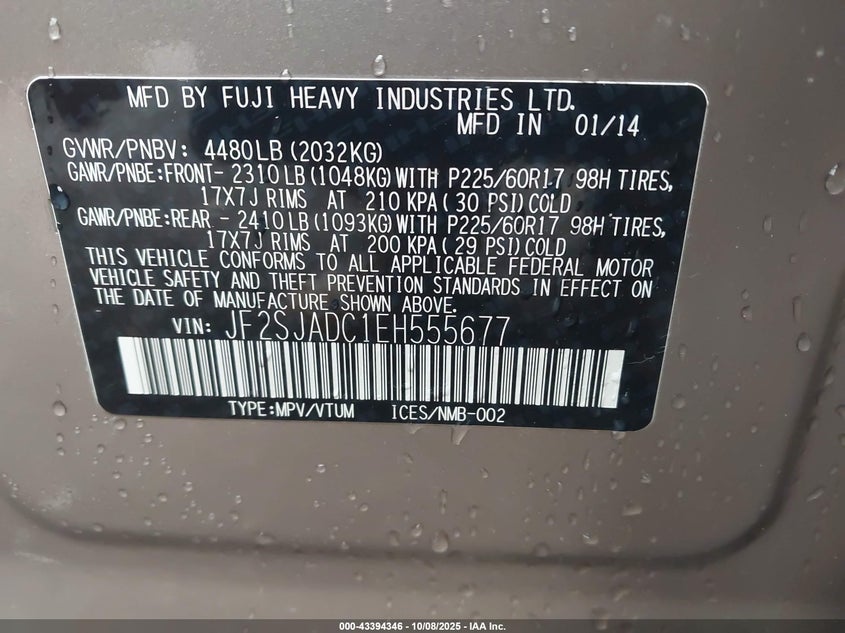 MFD BY FUJI HEAVY INDUSTRIES LTD.
MFD IN 01/14
GVWR/PNBV: 4480LB (2032KG)
GAWR/PNBE:FRONT- 2310 LB (1048KG) WITH P225/60R17 98H TIRES,
17X7J RIMS AT 210 KPA ( 30 PSI) COLD
GAWR/PNBE:REAR - 2410 LB (1093KG) WITH P225/60R17 98H TIRES,
17X7J RIMS AT 200 KPA ( 29 PSI) COLD
THIS VEHICLE CONFORMS TO ALL APPLICABLE FEDERAL MOTOR
VEHICLE SAFETY AND THEFT PREVENTION STANDARDS IN EFFECT ON
THE DATE OF MANUFACTURE SHOWN ABOVE.
VIN: JF2SJADC1EH555677
TYPE:MPV/VTUM ICES/NMB-002
000-43394346 - 10/08/2025 - IAA Inc.